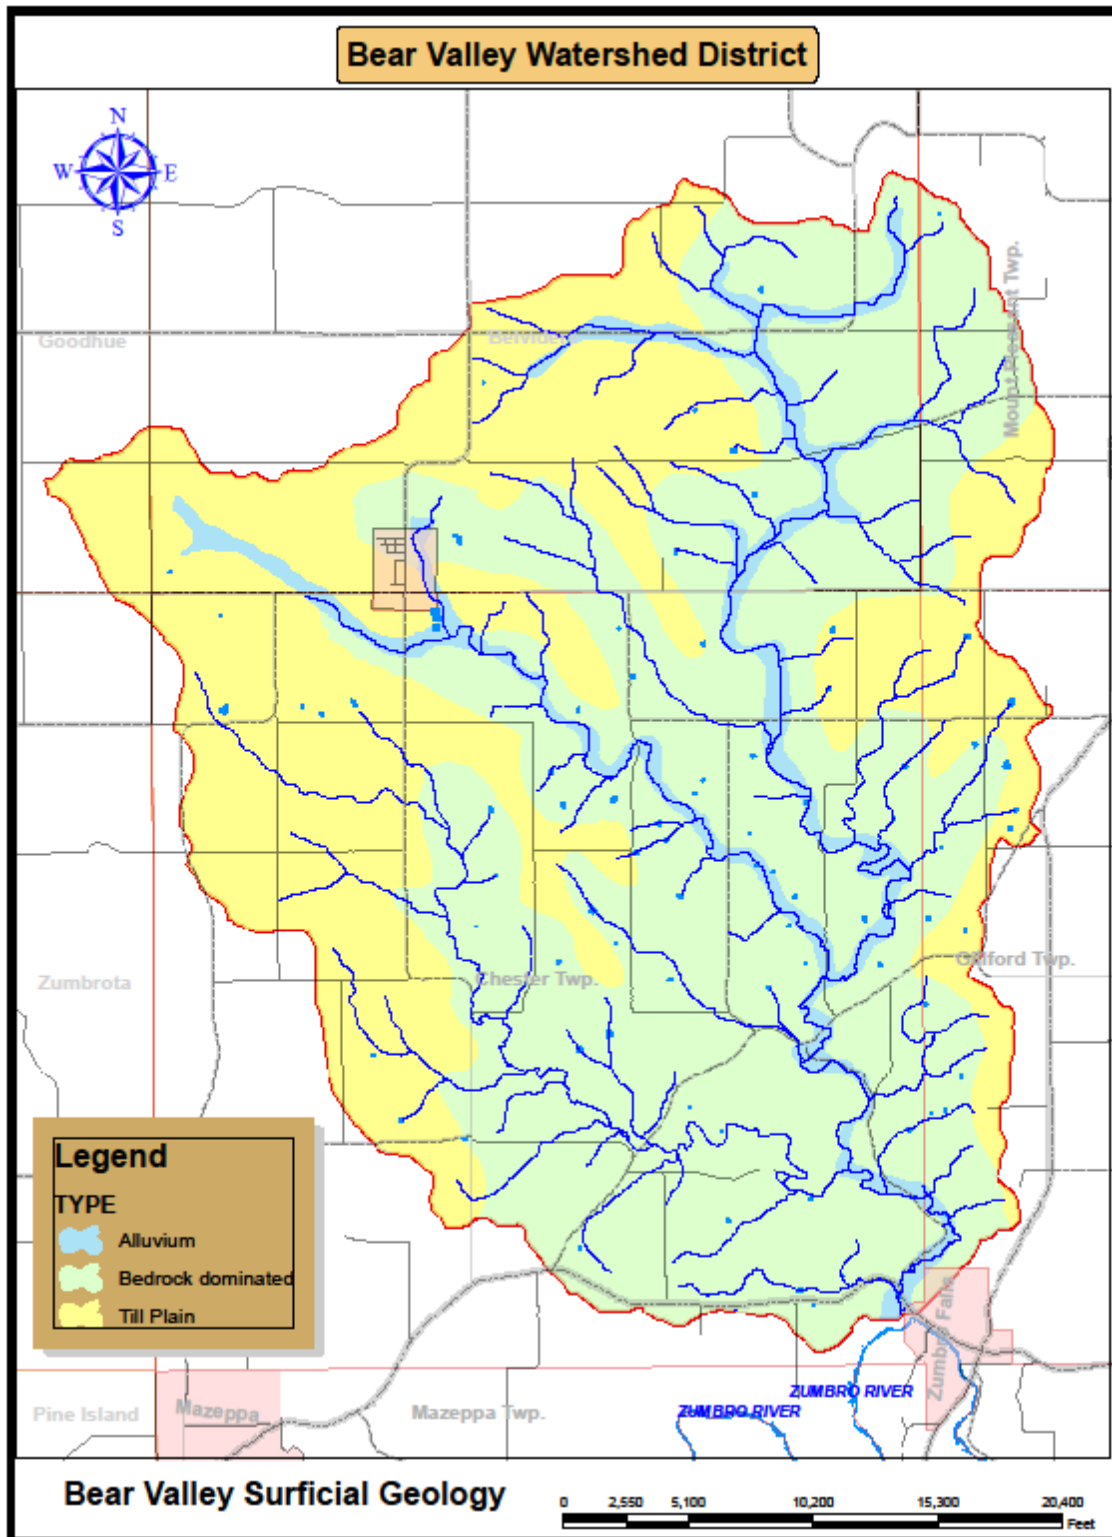 Bear Valley Watershed District
N
W E
S
Goodhue
Belvidere
Mount Pleasant Twp.
Zumbrota
Chester Twp.
Gillford Twp.
Legend
TYPE
Alluvium
Bedrock dominated
Till Plain
Zumbro Falls
ZUMBRO RIVER
ZUMBRO RIVER
Pine Island
Mazeppa
Mazeppa Twp.
Bear Valley Surficial Geology
0 2,550 5,100 10,200 15,300 20,400
Feet